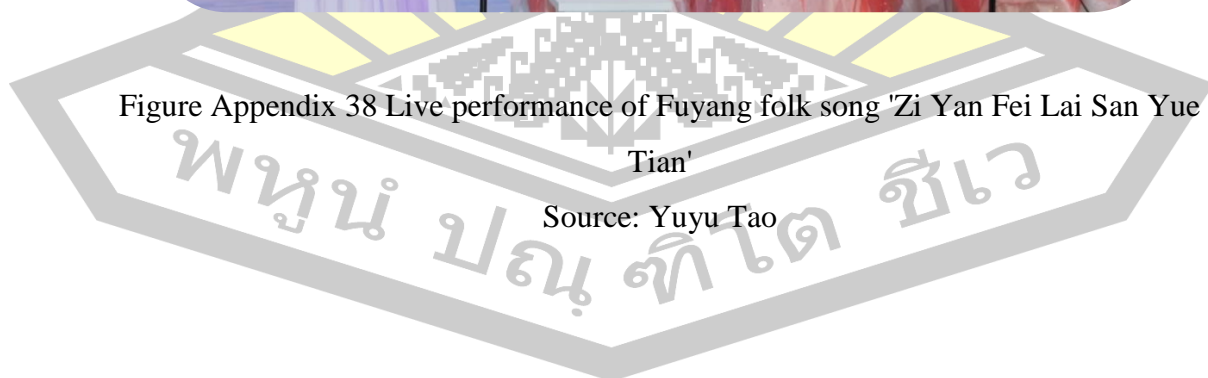 Figure Appendix 38 Live performance of Fuyang folk song 'Zi Yan Fei Lai San Yue
Tian'
Source: Yuyu Tao
พหูนํ ปณฺฑิโต ชีเว